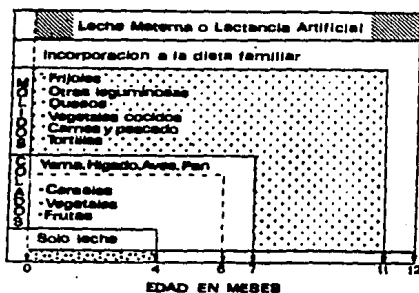 Leche Materna o Lactancia Artificial
Incorporacion a la dieta familiar
MOLIDOS
·Frijoles
·Otras leguminosas
·Quesos
·Vegetales cocidos
·Carnes y pescado
·Tortillas
COLADOS
Yema, Higado, Aves, Pan
·Cereales
·Vegetales
·Frutas
Solo leche
0 4 6 7 11 12
EDAD EN MESES